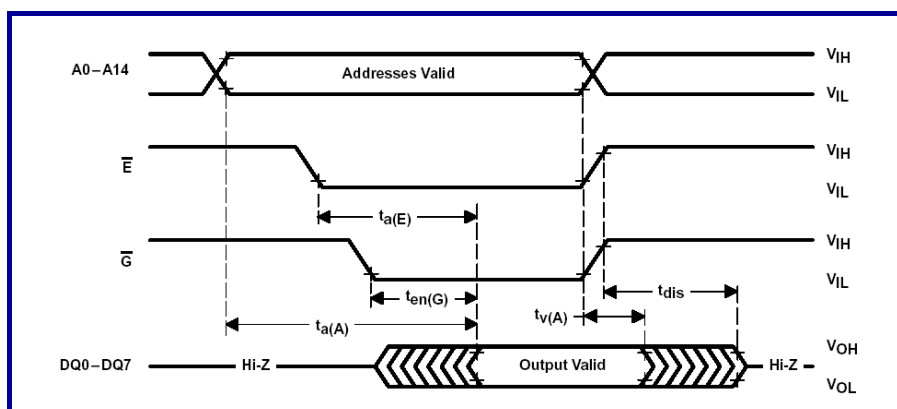 VIH
A0–A14 Addresses Valid
VIL
VIH
E
VIL
ta(E)
VIH
G
VIL
ten(G) tdis
ta(A) tv(A)
VOH
DQ0–DQ7 Hi-Z Output Valid Hi-Z
VOL